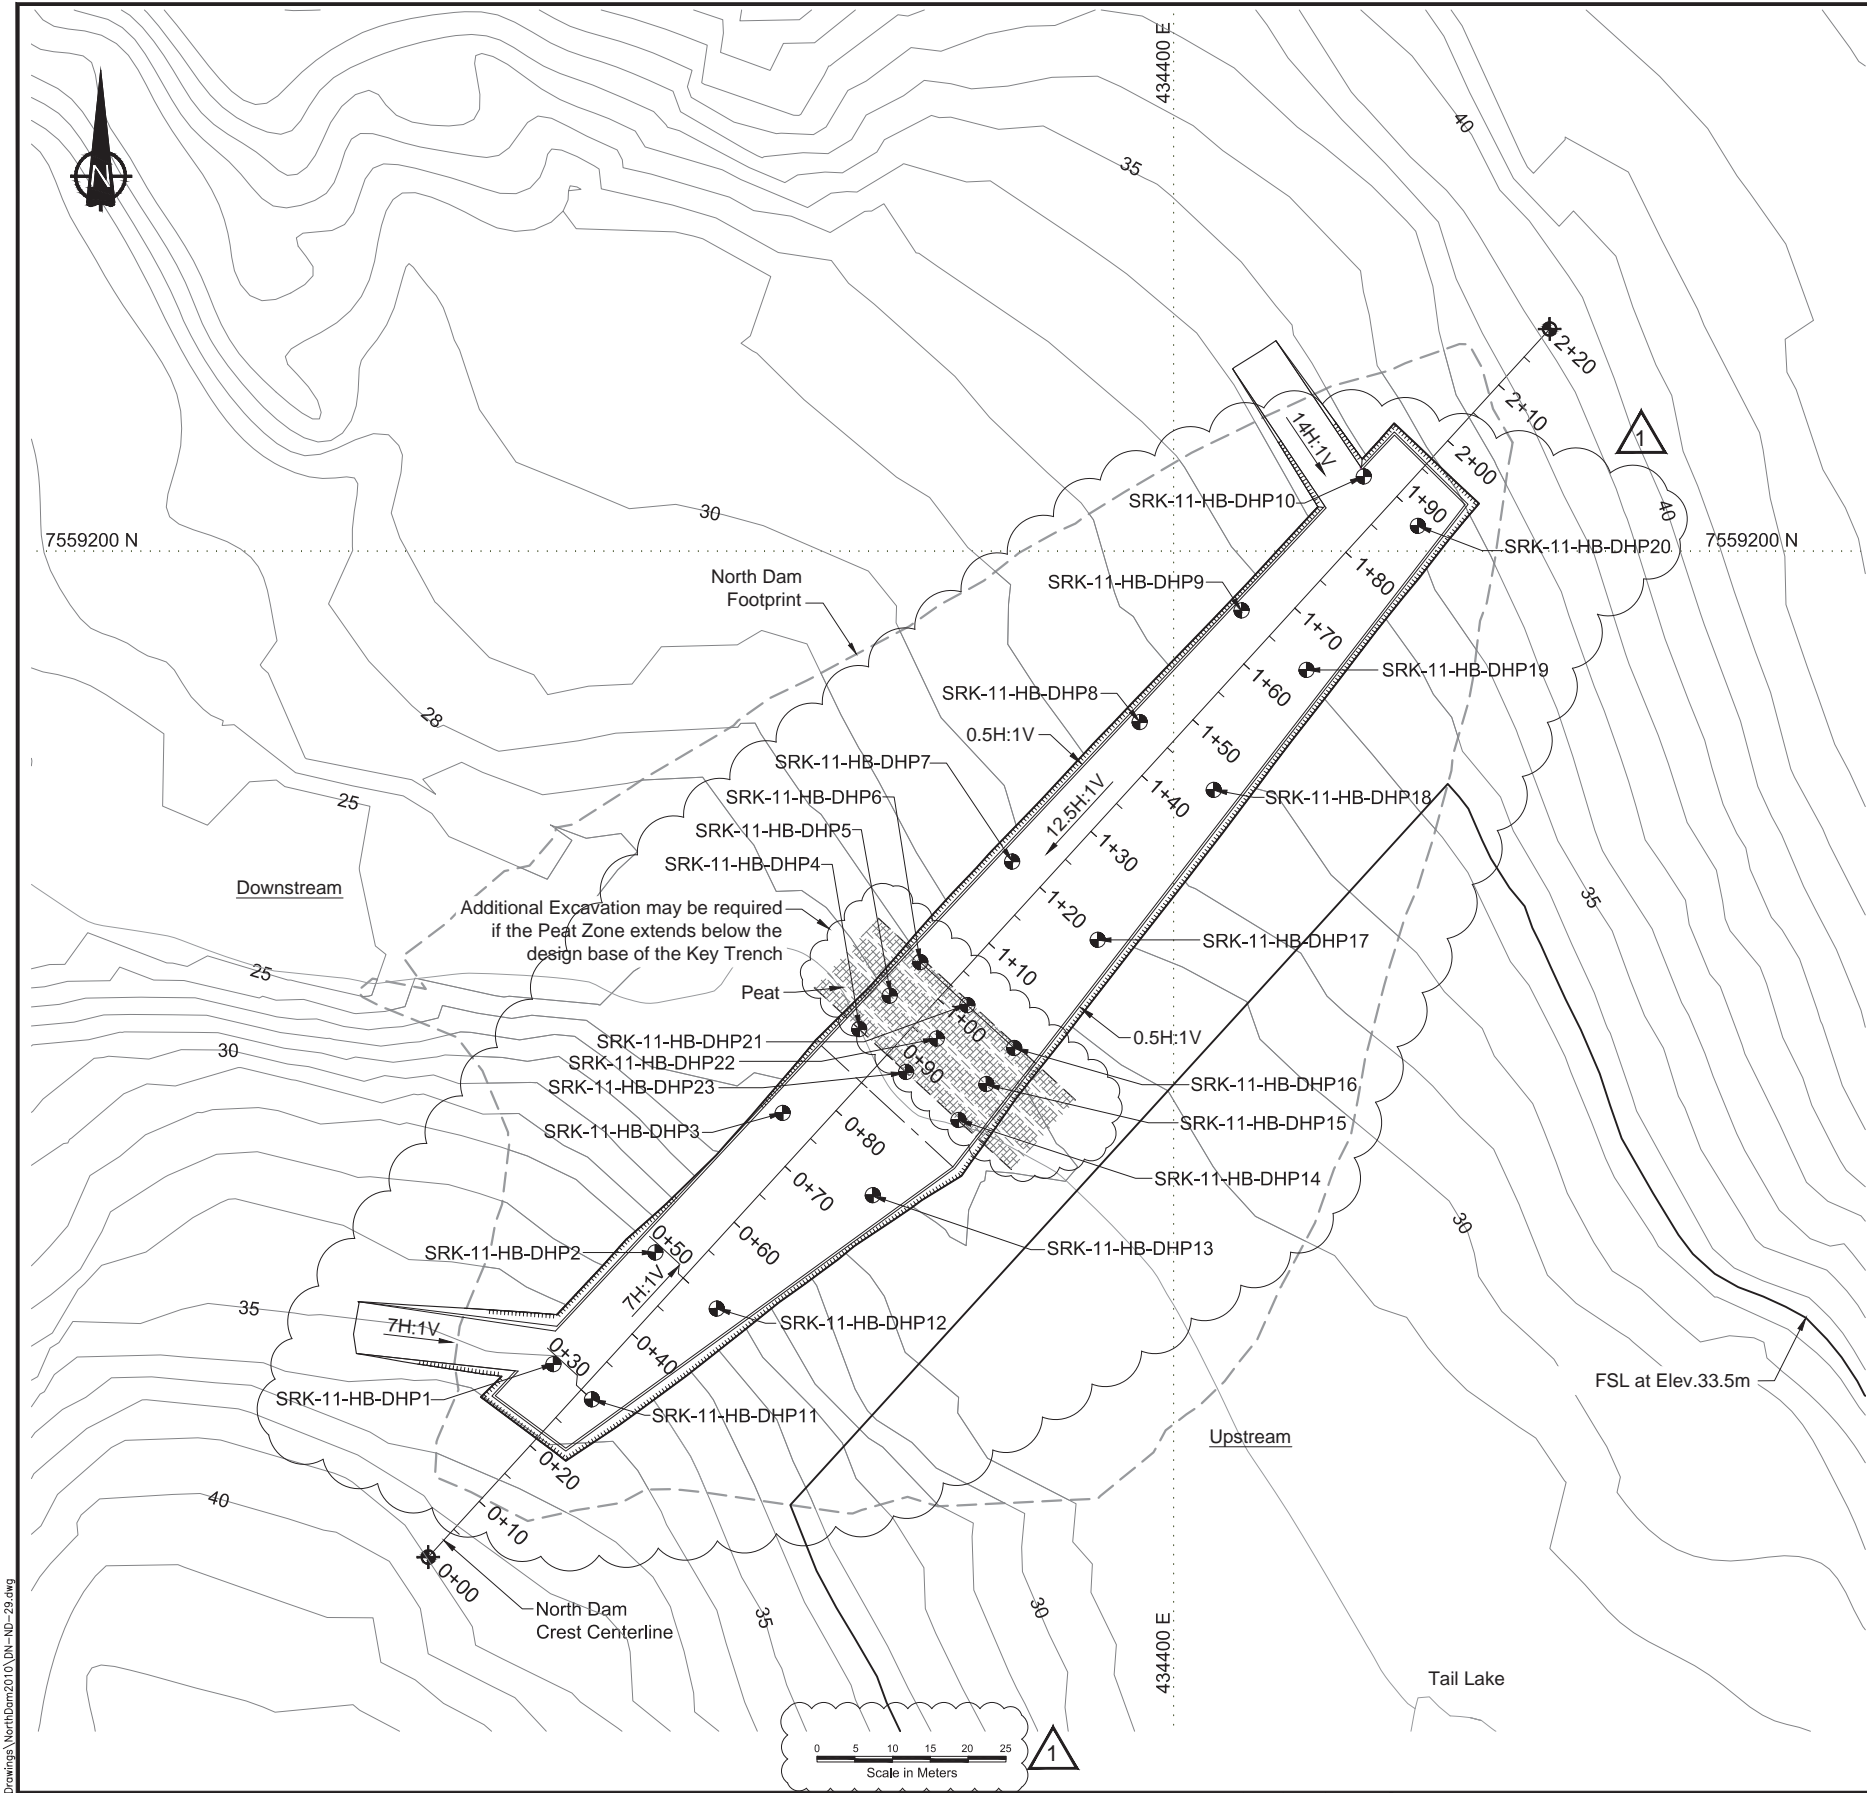 434400 E
40
35
N
2+20
2+10
1
14H:1V
2+00
SRK-11-HB-DHP10
1+90
40
30
7559200 N
SRK-11-HB-DHP20
7559200 N
North Dam
Footprint
SRK-11-HB-DHP9
1+80
1+70
SRK-11-HB-DHP19
1+60
SRK-11-HB-DHP8
28
0.5H:1V
1+50
SRK-11-HB-DHP7
SRK-11-HB-DHP6
12.5H:1V
1+40
SRK-11-HB-DHP18
25
SRK-11-HB-DHP5
SRK-11-HB-DHP4
1+30
Downstream
35
Additional Excavation may be required
if the Peat Zone extends below the
design base of the Key Trench
1+20
SRK-11-HB-DHP17
25
1+10
Peat
+00
SRK-11-HB-DHP21
0.5H:1V
30
SRK-11-HB-DHP22
0+90
SRK-11-HB-DHP23
SRK-11-HB-DHP16
SRK-11-HB-DHP3
0+80
SRK-11-HB-DHP15
SRK-11-HB-DHP14
0+70
30
SRK-11-HB-DHP2
0+50
0+60
SRK-11-HB-DHP13
7H:1V
35
7H:1V
SRK-11-HB-DHP12
0+30
0+40
SRK-11-HB-DHP1
SRK-11-HB-DHP11
FSL at Elev.33.5m
Upstream
0+20
40
0+10
0+00
North Dam
Crest Centerline
35
30
434400 E
Tail Lake
0 5 10 15 20 25
Scale in Meters
1
Drawings\NorthDam2010\DN-ND-29.dwg